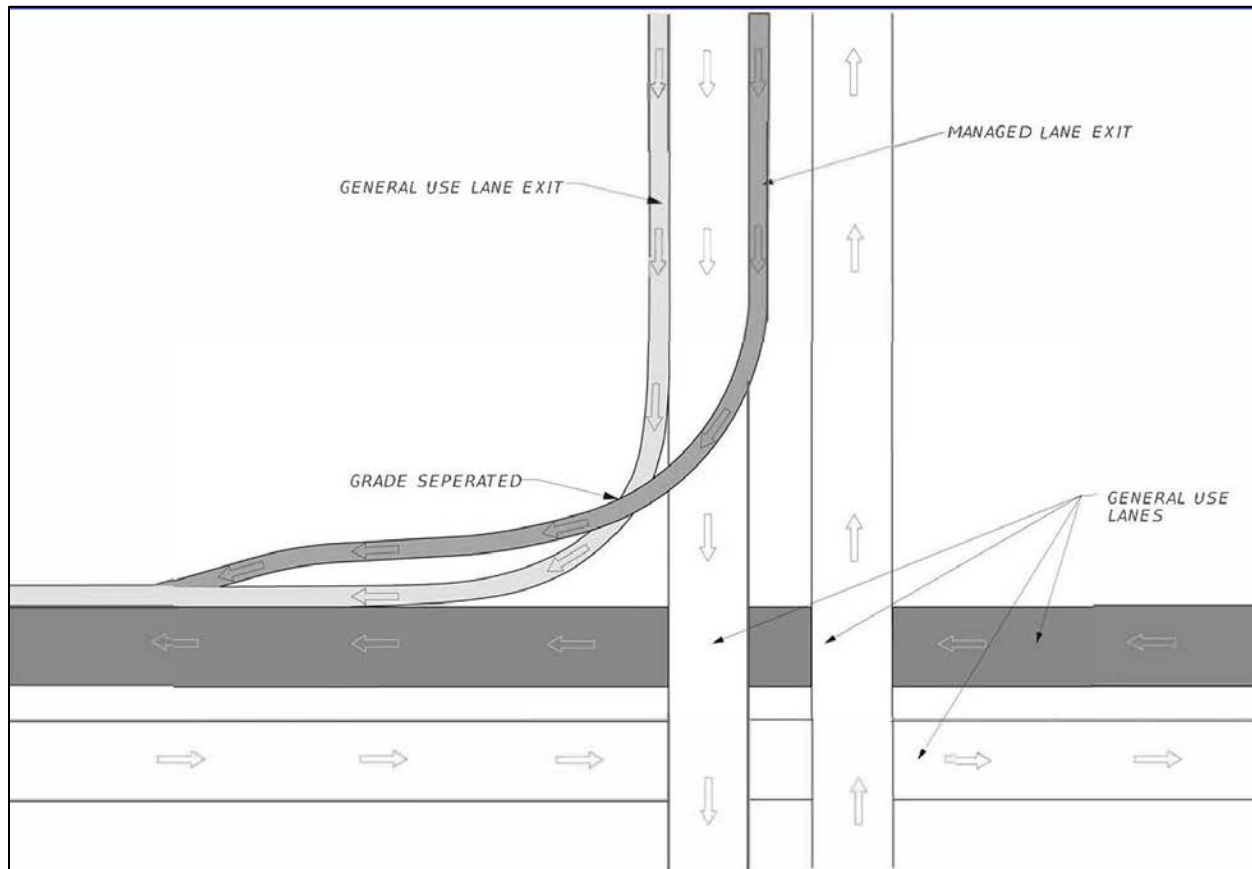 MANAGED LANE EXIT
GENERAL USE LANE EXIT
GRADE SEPERATED
GENERAL USE
LANES